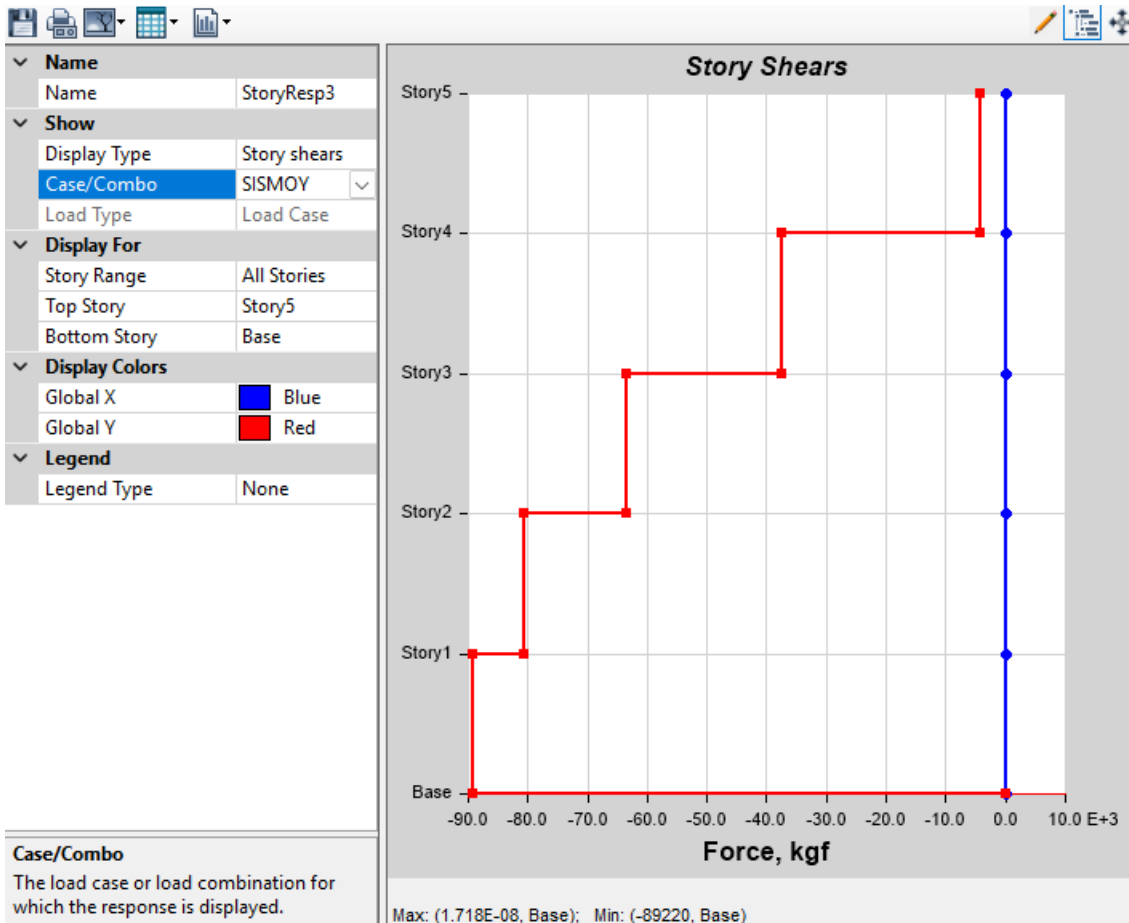 Name
Name StoryResp3
Show
Display Type Story shears
Case/Combo SISMOY
Load Type Load Case
Display For
Story Range All Stories
Top Story Story5
Bottom Story Base
Display Colors
Global X Blue
Global Y Red
Legend
Legend Type None
Case/Combo
The load case or load combination for
which the response is displayed.
Story Shears
Story5
Story4
Story3
Story2
Story1
Base
-90.0 -80.0 -70.0 -60.0 -50.0 -40.0 -30.0 -20.0 -10.0 0.0 10.0 E+3
Force, kgf
Max: (1.718E-08, Base); Min: (-89220, Base)